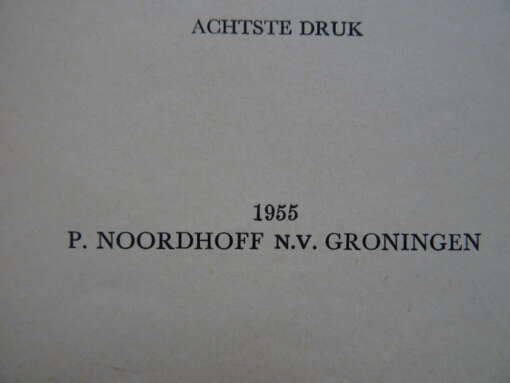 ACHTSTE DRUK
1955
P. NOORDHOFF N.V. GRONINGEN